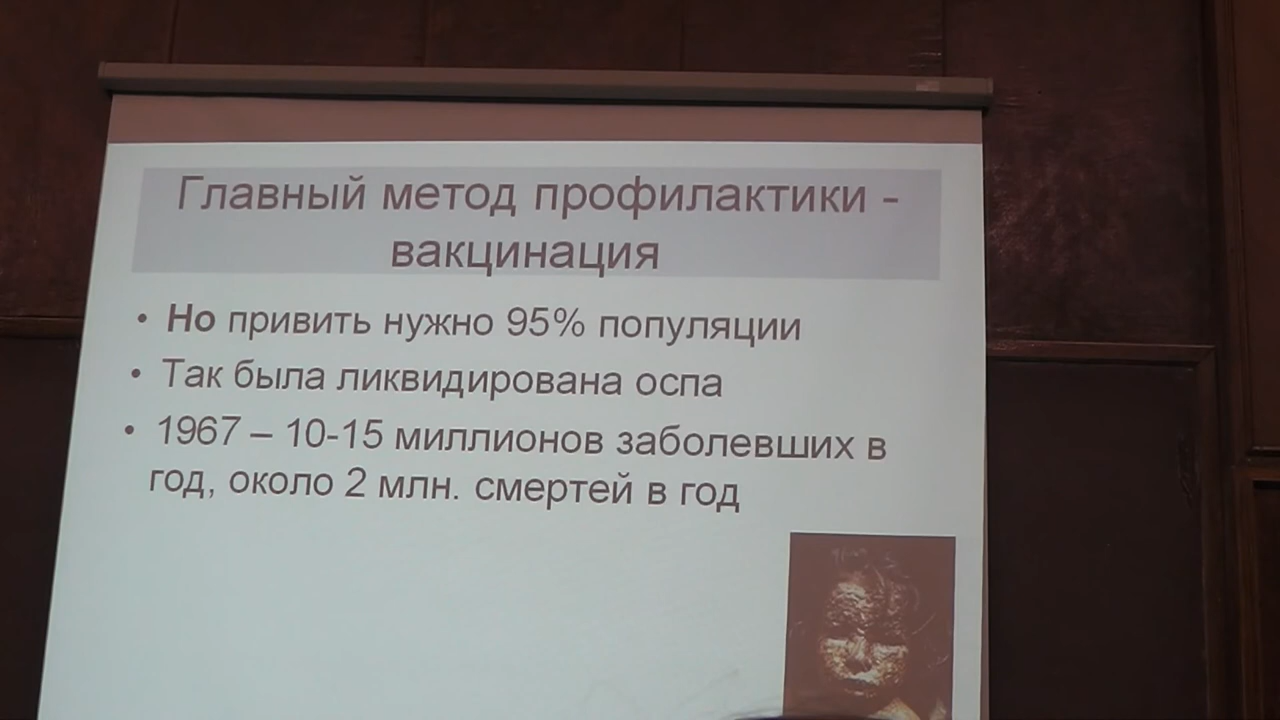 Главный метод профилактики -
вакцинация
• Но привить нужно 95% популяции
• Так была ликвидирована оспа
• 1967 – 10-15 миллионов заболевших в
год, около 2 млн. смертей в год